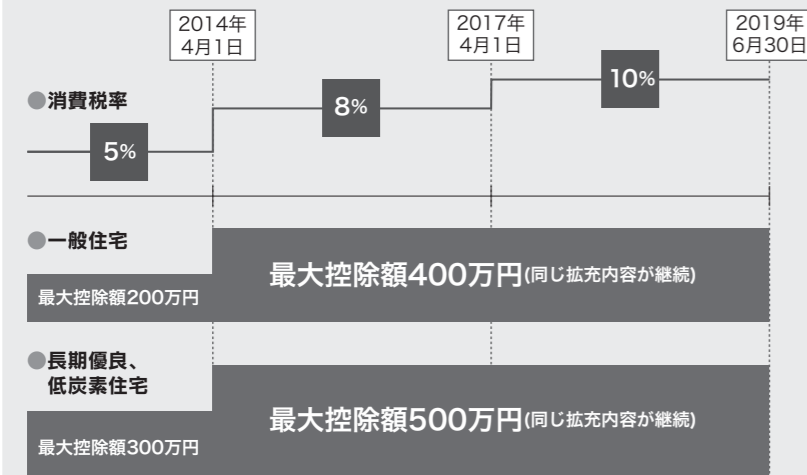 2014年
4月1日
2017年
4月1日
2019年
6月30日
●消費税率
5%
8%
10%
●一般住宅
最大控除額200万円
最大控除額400万円(同じ拡充内容が継続)
●長期優良、
低炭素住宅
最大控除額300万円
最大控除額500万円(同じ拡充内容が継続)